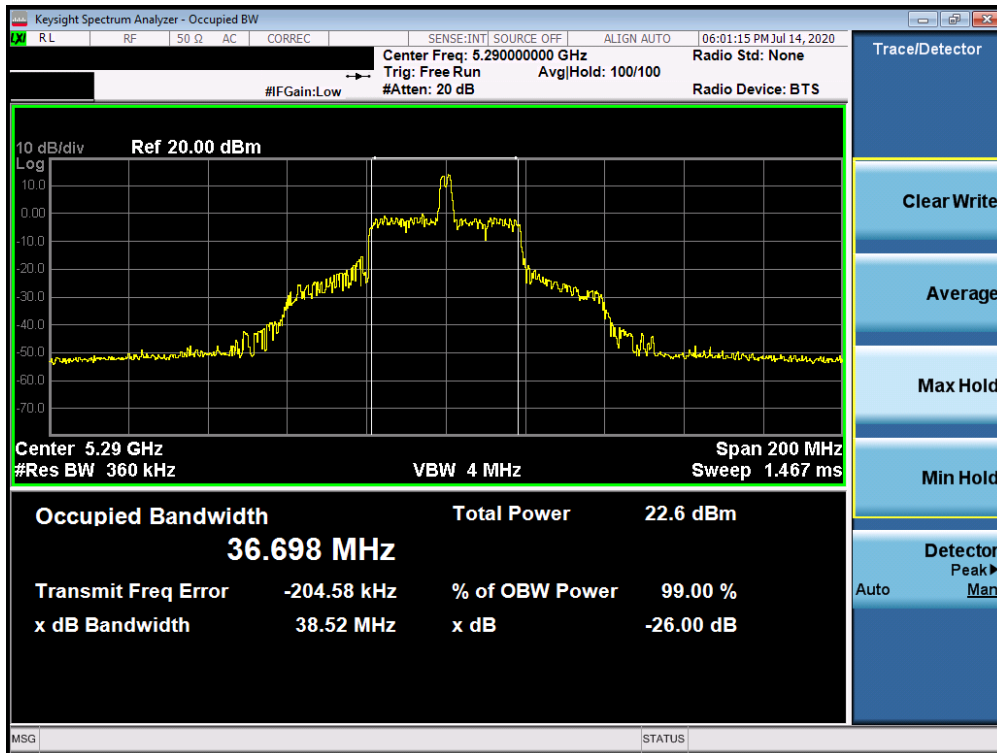 Keysight Spectrum Analyzer - Occupied BW
LXI RL RF 50 Ω AC CORREC SENSE:INT SOURCE OFF ALIGN AUTO 06:01:15 PM Jul 14, 2020
Center Freq: 5.290000000 GHz Radio Std: None
Trig: Free Run Avg|Hold: 100/100
#IFGain:Low #Atten: 20 dB Radio Device: BTS
Trace/Detector
10 dB/div Ref 20.00 dBm
Log
10.0
0.00
-10.0
-20.0
-30.0
-40.0
-50.0
-60.0
-70.0
Center 5.29 GHz Span 200 MHz
#Res BW 360 kHz VBW 4 MHz Sweep 1.467 ms
Clear Write
Average
Max Hold
Min Hold
Detector
Peak▶
Auto Man
Occupied Bandwidth Total Power 22.6 dBm
36.698 MHz
Transmit Freq Error -204.58 kHz % of OBW Power 99.00 %
x dB Bandwidth 38.52 MHz x dB -26.00 dB
MSG STATUS